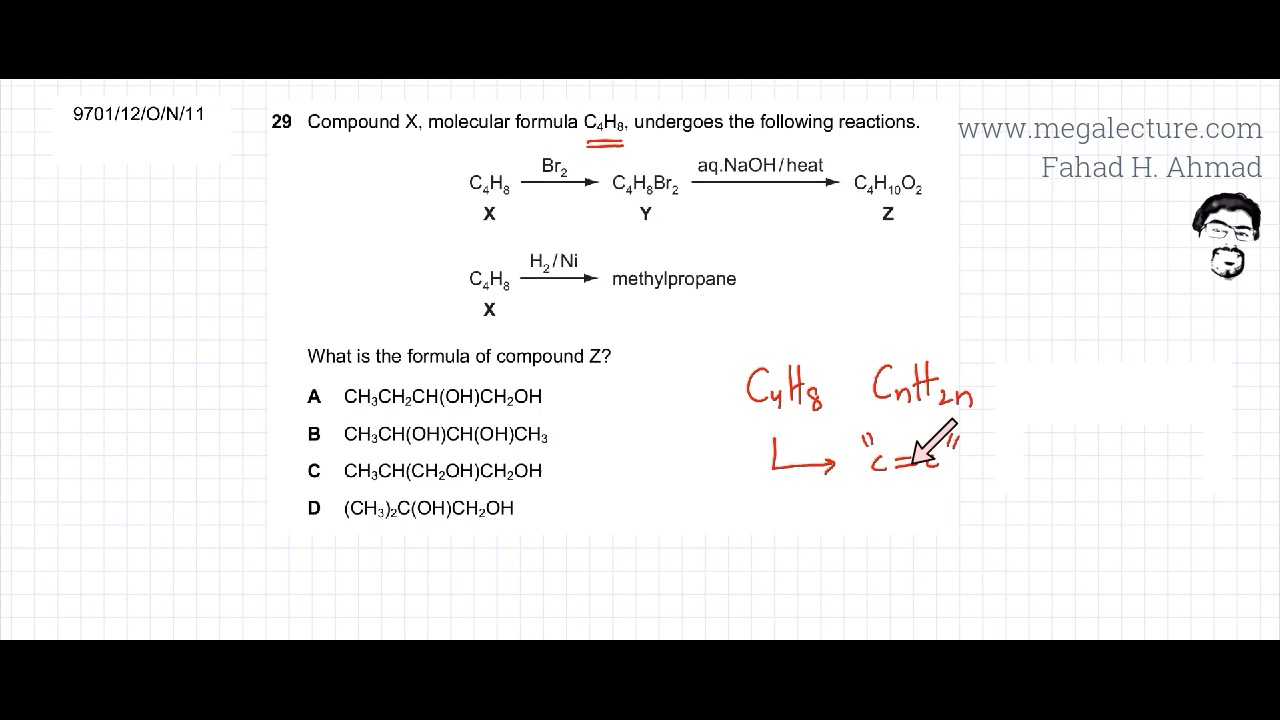 9701/12/O/N/11
29 Compound X, molecular formula C₄H₈, undergoes the following reactions.
www.megalecture.com
Fahad H. Ahmad
Br₂
aq.NaOH/heat
C₄H₈
C₄H₈Br₂
C₄H₁₀O₂
X
Y
Z
H₂/Ni
C₄H₈
methylpropane
X
What is the formula of compound Z?
A CH₃CH₂CH(OH)CH₂OH
B CH₃CH(OH)CH(OH)CH₃
C CH₃CH(CH₂OH)CH₂OH
D (CH₃)₂C(OH)CH₂OH
C₄H₈ CnH₂n
"c=c"